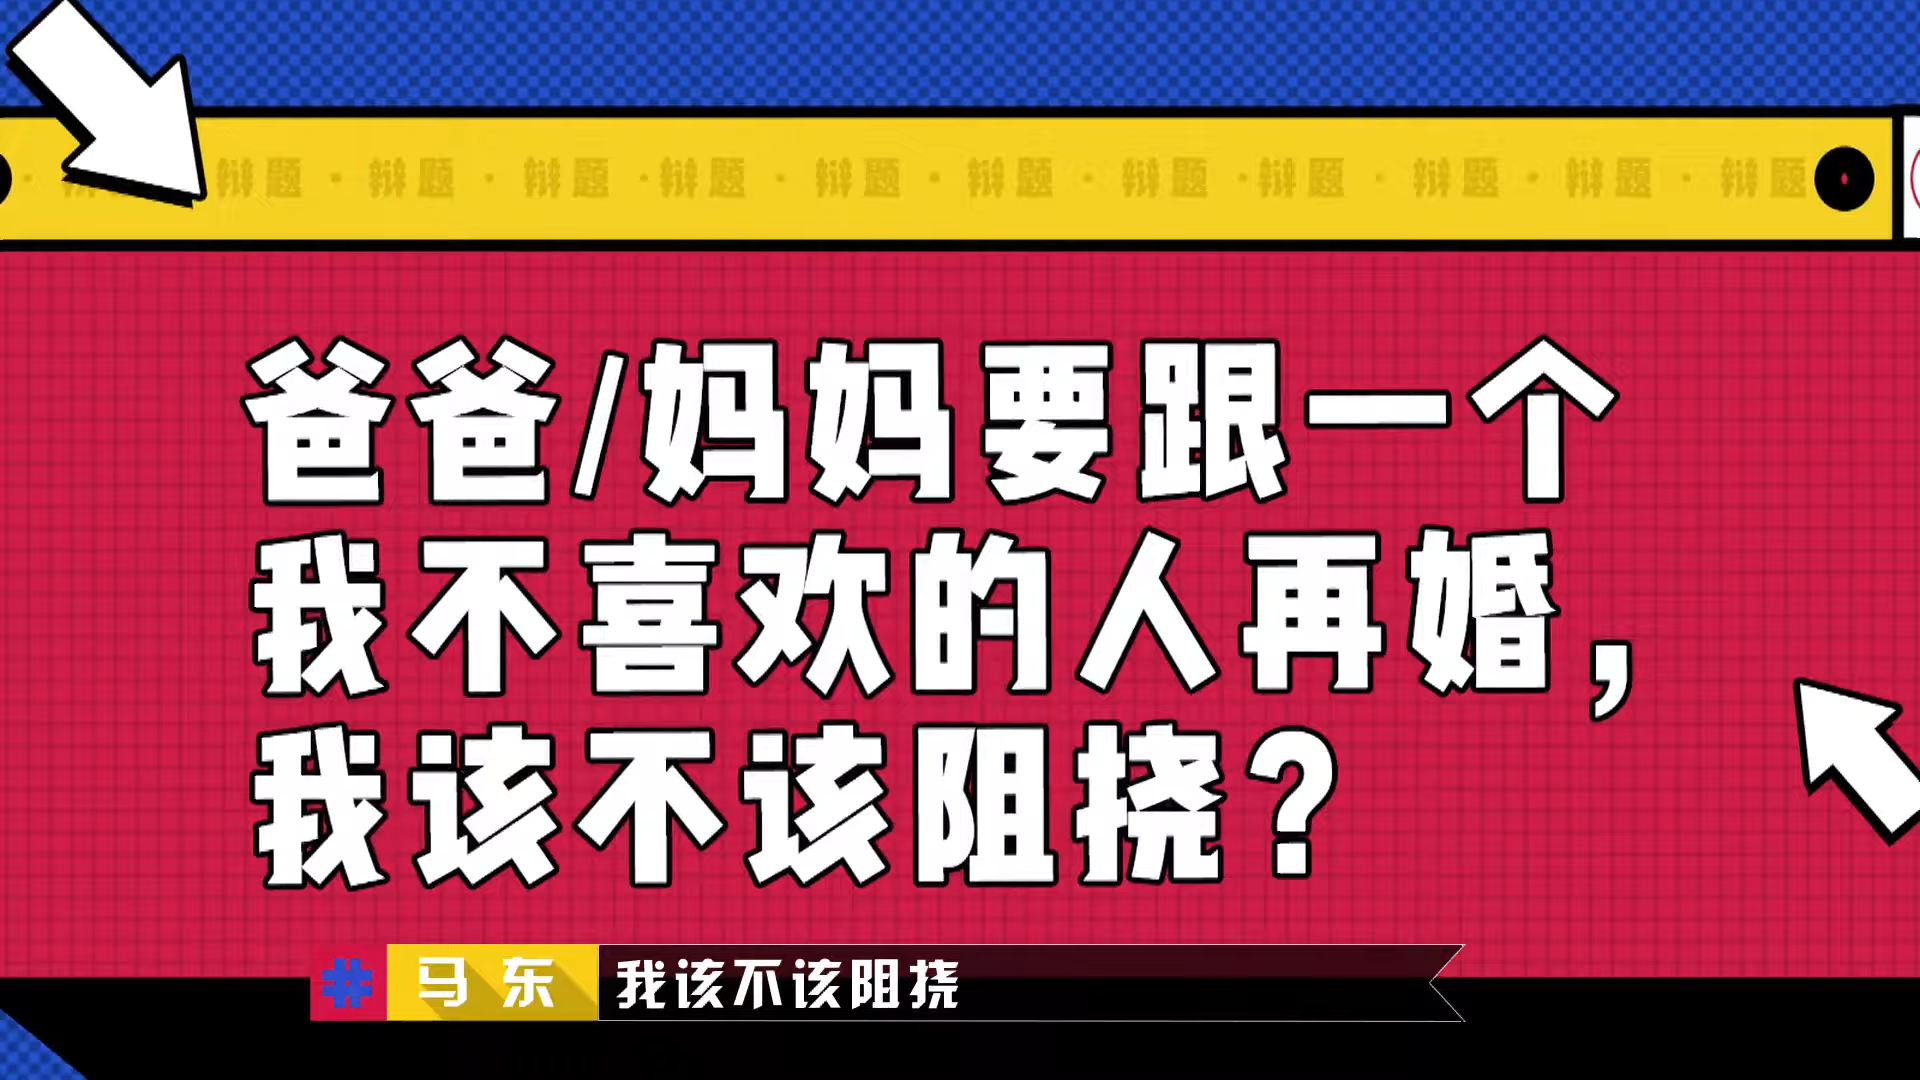 辩题 · 辩题 · 辩题 · 辩题 · 辩题 · 辩题 · 辩题 · 辩题 · 辩题 · 辩题 · 辩题
爸爸/妈妈要跟一个
我不喜欢的人再婚，
我该不该阻挠？
# 马东 我该不该阻挠